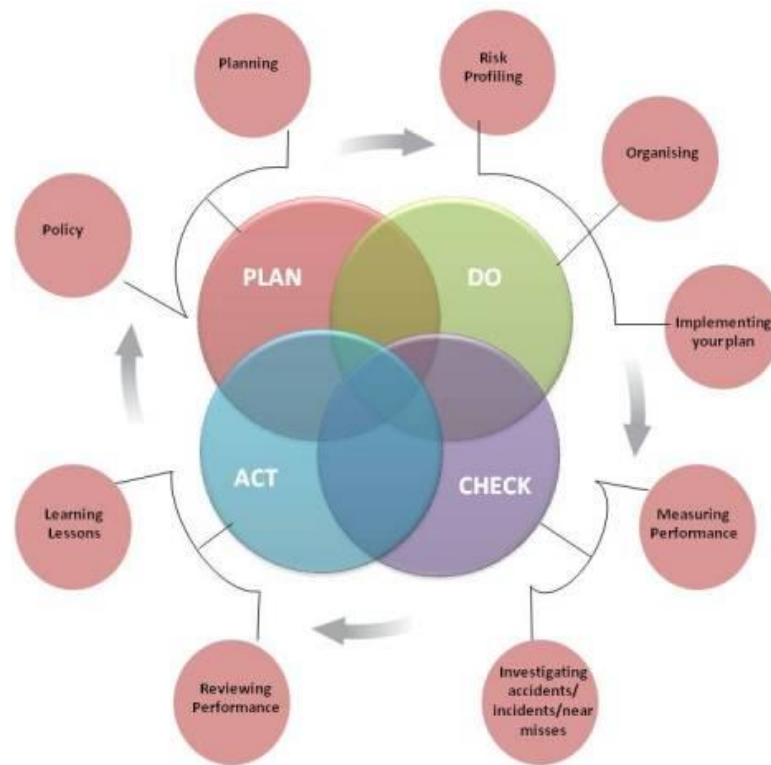 Planning
Risk
Profiling
Organising
Policy
PLAN
DO
Implementing
your plan
ACT
CHECK
Learning
Lessons
Measuring
Performance
Reviewing
Performance
Investigating
accidents/
incidents/near
misses